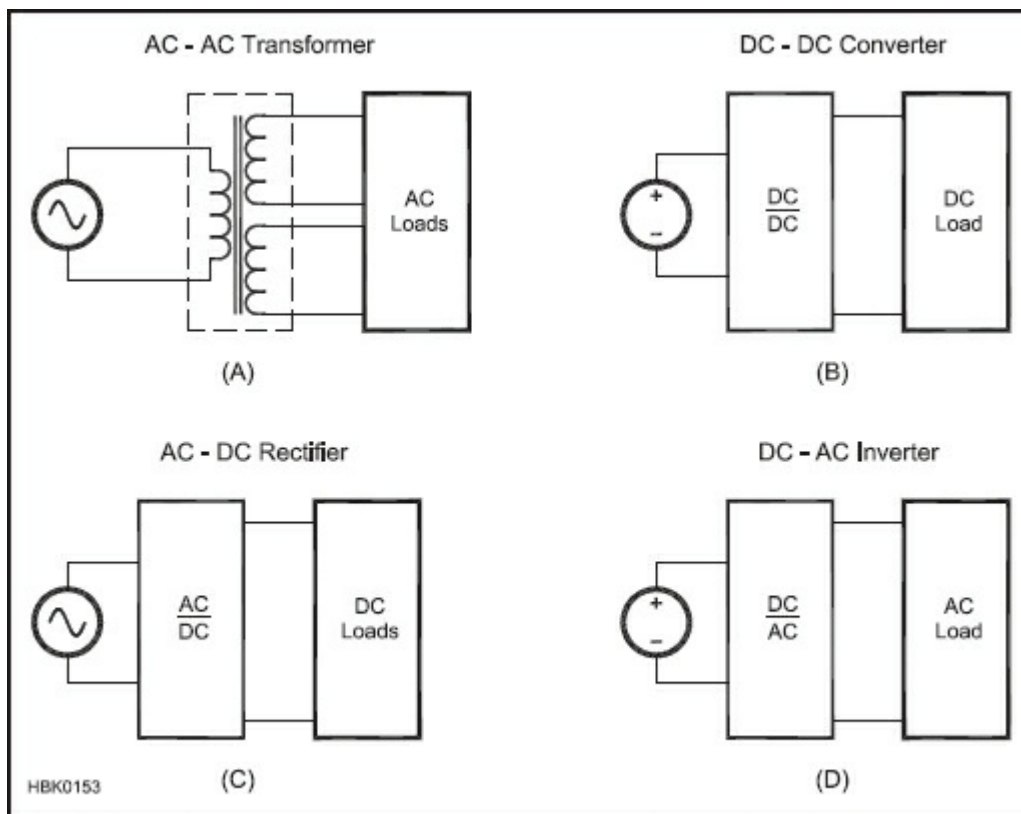 AC - AC Transformer
AC
Loads
(A)
DC - DC Converter
+
–
DC
DC
DC
Load
(B)
AC - DC Rectifier
AC
DC
DC
Loads
(C)
DC - AC Inverter
+
–
DC
AC
AC
Load
(D)
HBK0153